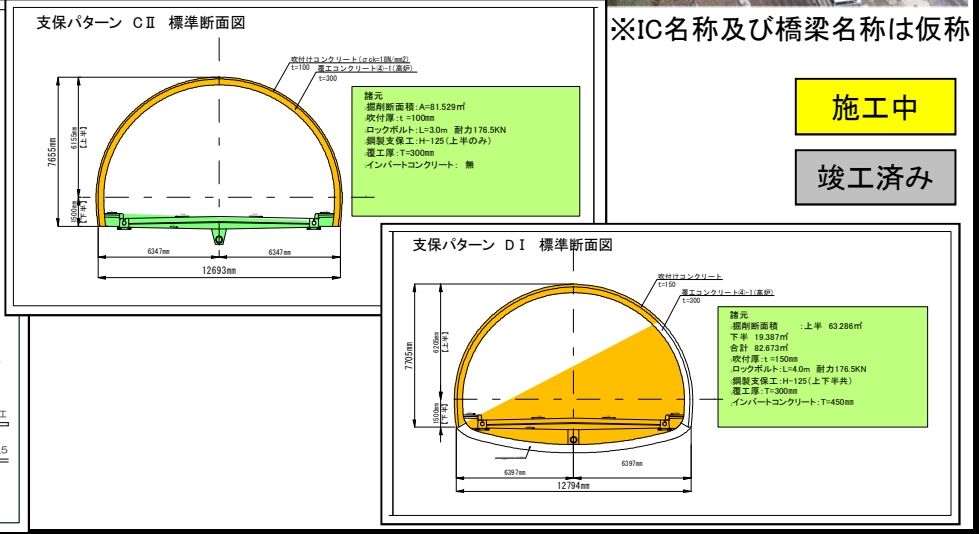 ※IC名称及び橋梁名称は仮称
施工中
竣工済み
支保パターン CⅡ 標準断面図
吹付けコンクリート(σck=18N/mm2)
t=100
覆工コンクリート④-1(高炉)
t=300
7655mm
6155mm
【上半】
1500mm
【下半】
6347mm
6347mm
12693mm
諸元
掘削断面積:A=81.529㎡
吹付厚:t=100mm
ロックボルト:L=3.0m 耐力176.5KN
鋼製支保工:H-125(上半のみ)
覆工厚:T=300mm
インバートコンクリート: 無
支保パターン DⅠ 標準断面図
吹付けコンクリート
t=150
覆工コンクリート④-1(高炉)
t=300
7705mm
6205mm
【上半】
1500mm
【下半】
6397mm
6397mm
12794mm
諸元
掘削断面積 :上半 63.286㎡
下半 19.387㎡
合計 82.673㎡
吹付厚:t=150mm
ロックボルト:L=4.0m 耐力176.5KN
鋼製支保工:H-125(上下半共)
覆工厚:T=300mm
インバートコンクリート:T=450mm
工
.5